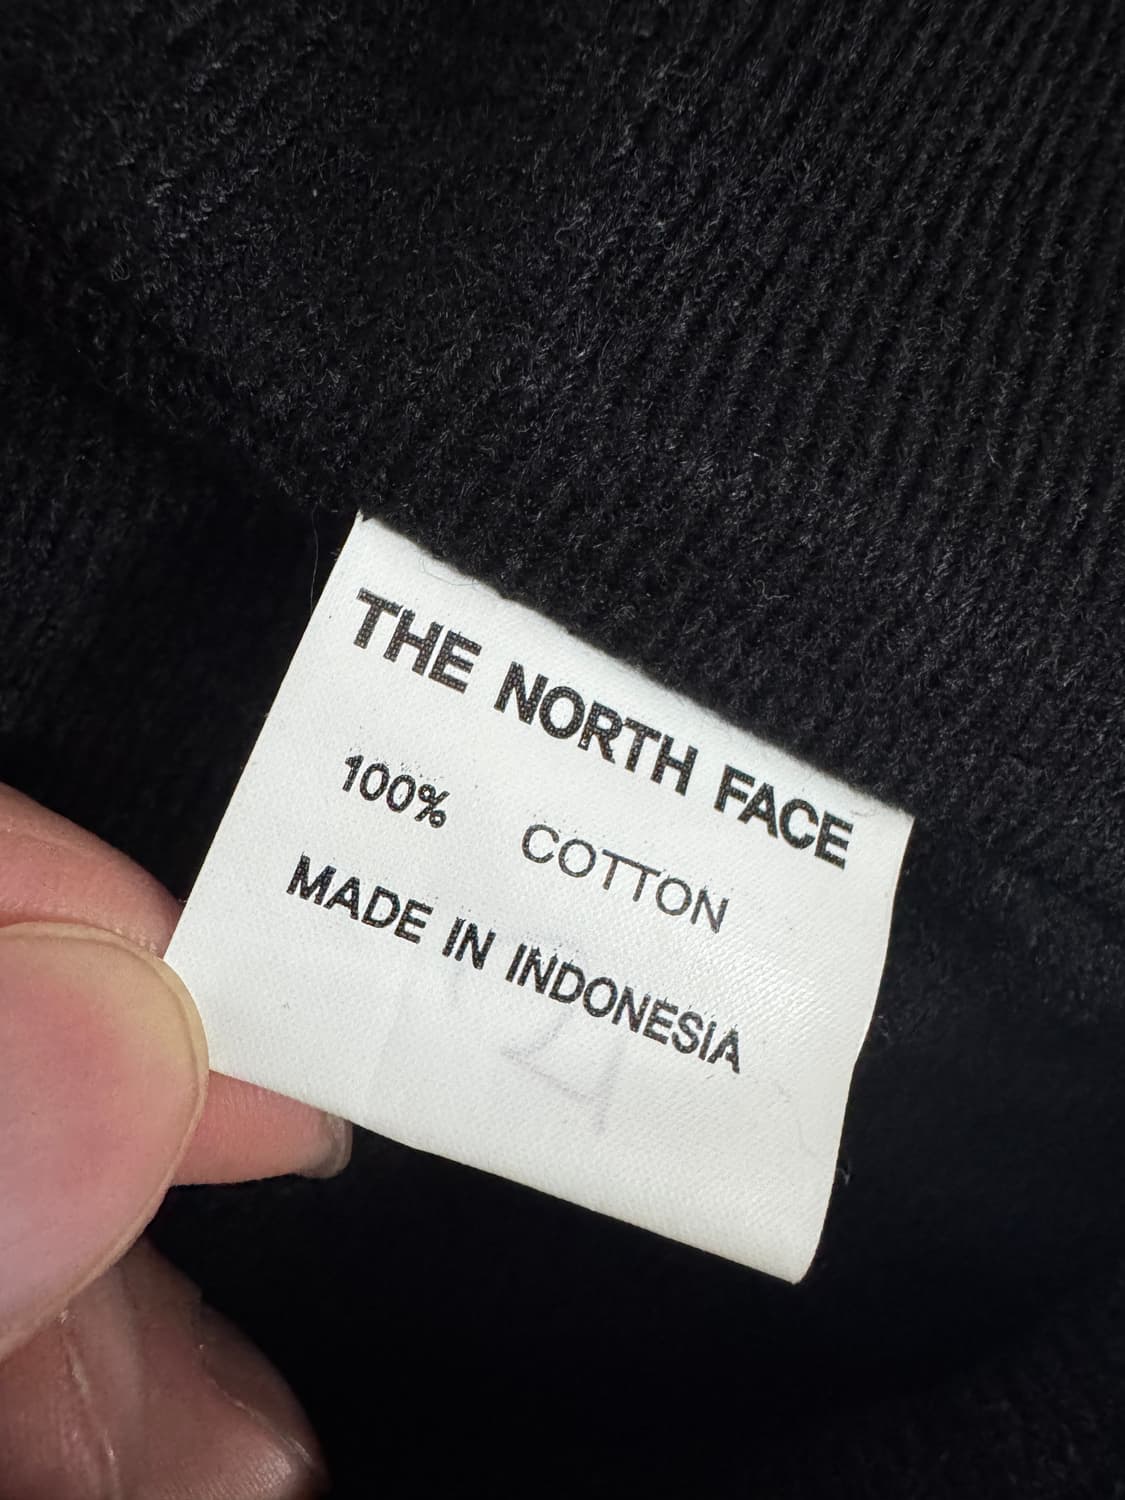 THE NORTH FACE
100% COTTON
MADE IN INDONESIA